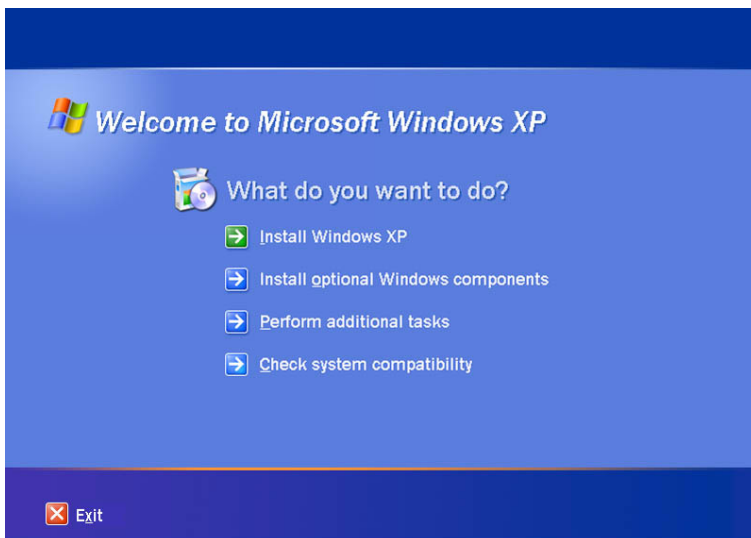 Welcome to Microsoft Windows XP
What do you want to do?
Install Windows XP
Install optional Windows components
Perform additional tasks
Check system compatibility
Exit